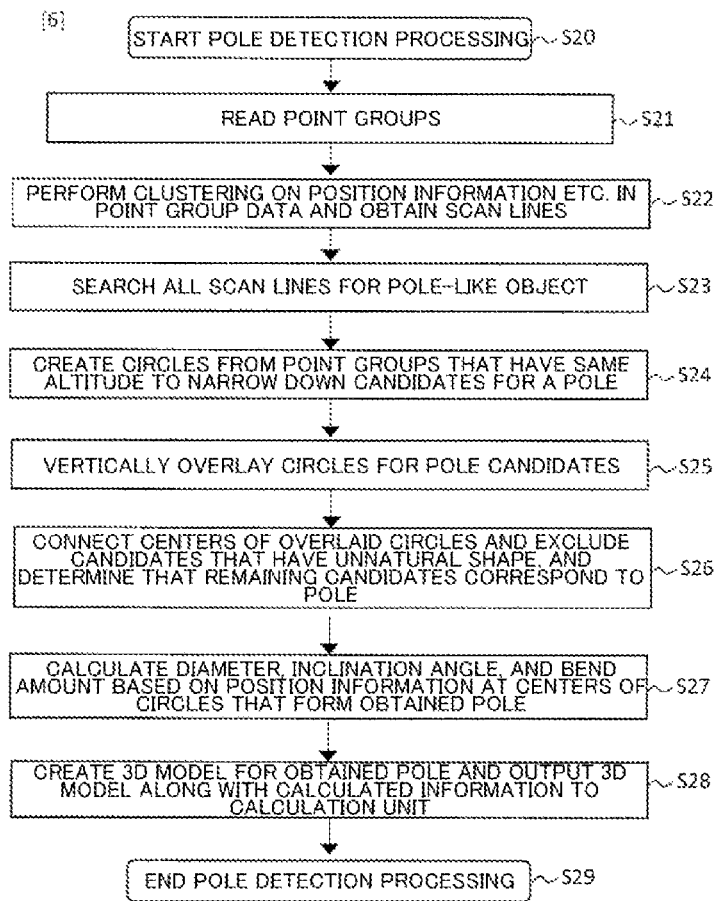 [6]
START POLE DETECTION PROCESSING S20
READ POINT GROUPS S21
PERFORM CLUSTERING ON POSITION INFORMATION ETC. IN
POINT GROUP DATA AND OBTAIN SCAN LINES S22
SEARCH ALL SCAN LINES FOR POLE-LIKE OBJECT S23
CREATE CIRCLES FROM POINT GROUPS THAT HAVE SAME
ALTITUDE TO NARROW DOWN CANDIDATES FOR A POLE S24
VERTICALLY OVERLAY CIRCLES FOR POLE CANDIDATES S25
CONNECT CENTERS OF OVERLAID CIRCLES AND EXCLUDE
CANDIDATES THAT HAVE UNNATURAL SHAPE, AND
DETERMINE THAT REMAINING CANDIDATES CORRESPOND TO
POLE S26
CALCULATE DIAMETER, INCLINATION ANGLE, AND BEND
AMOUNT BASED ON POSITION INFORMATION AT CENTERS OF
CIRCLES THAT FORM OBTAINED POLE S27
CREATE 3D MODEL FOR OBTAINED POLE AND OUTPUT 3D
MODEL ALONG WITH CALCULATED INFORMATION TO
CALCULATION UNIT S28
END POLE DETECTION PROCESSING S29